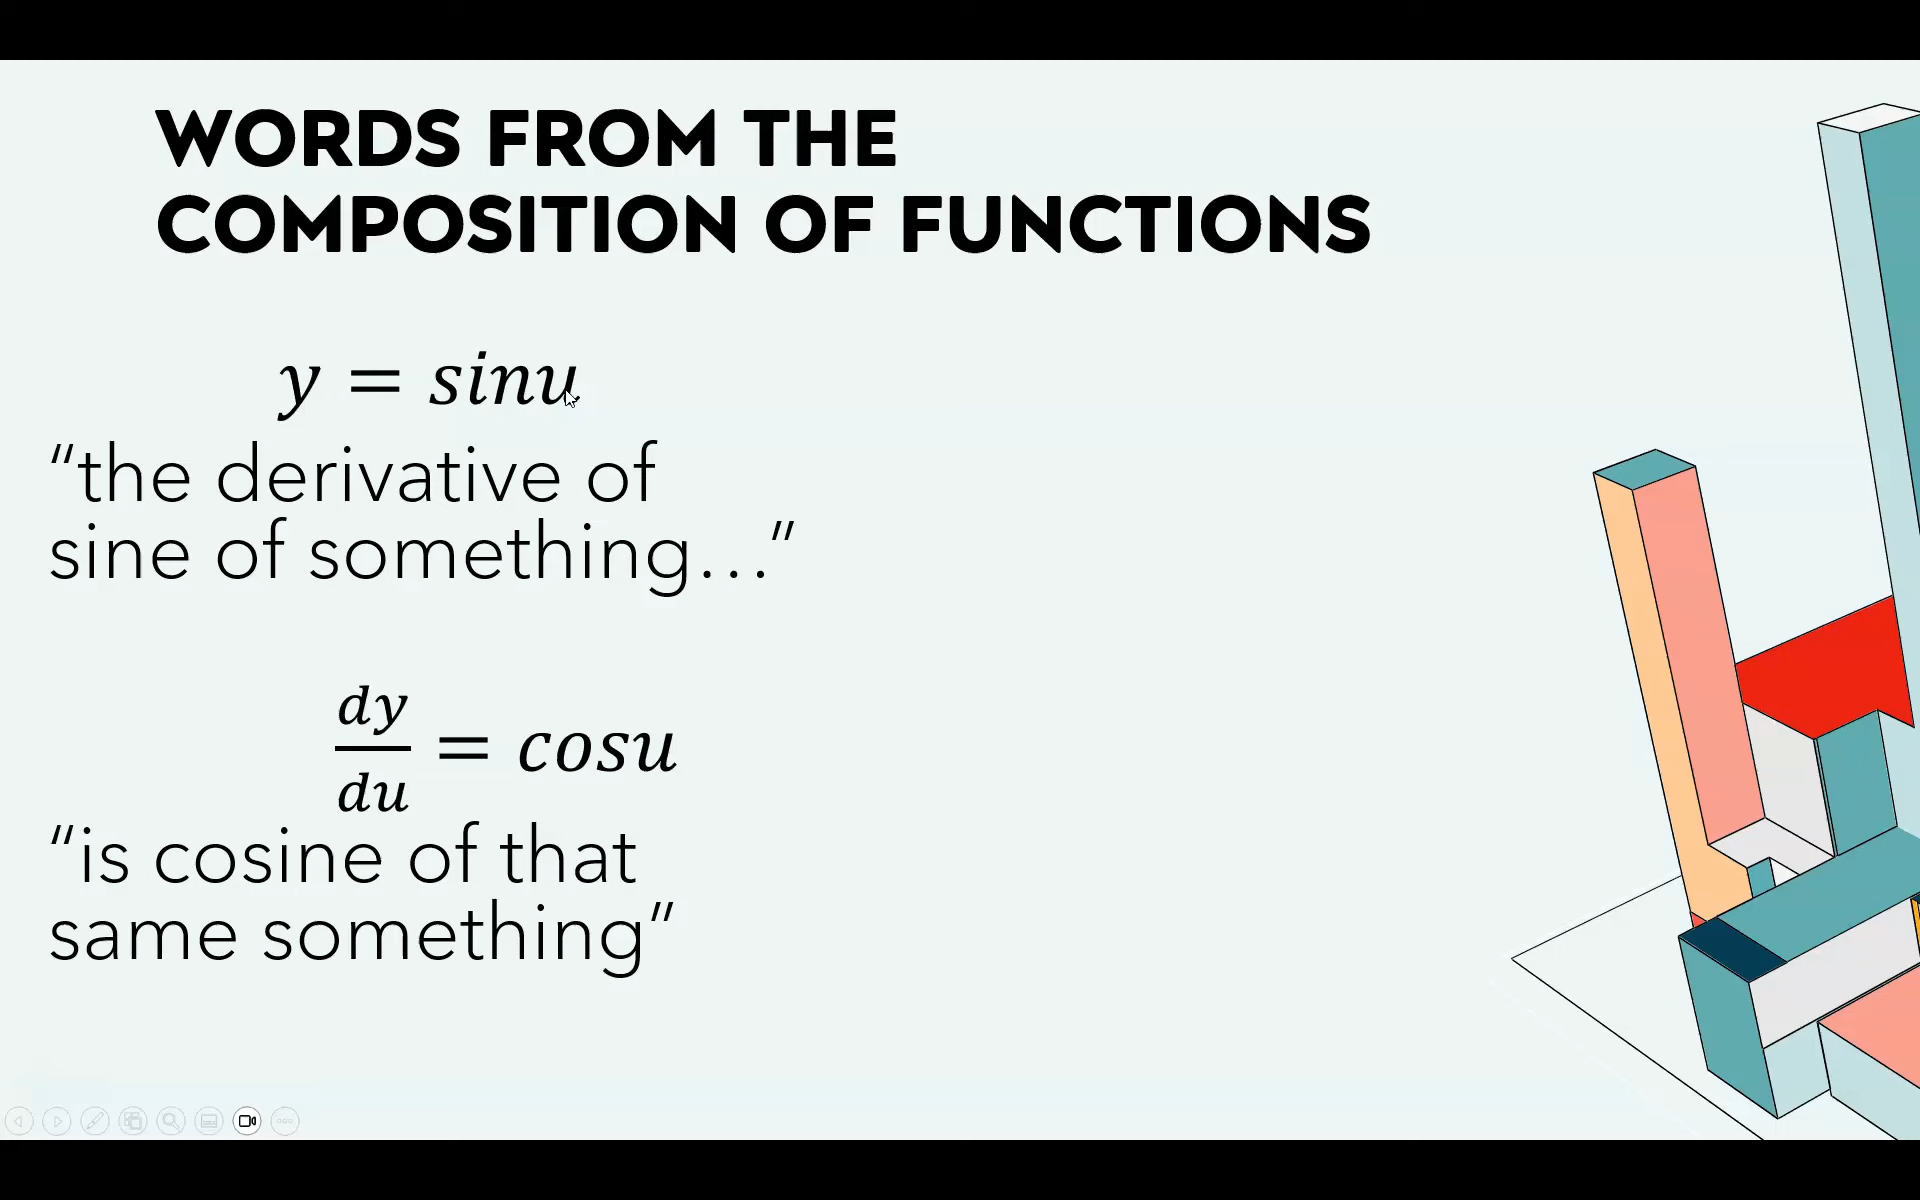 WORDS FROM THE
COMPOSITION OF FUNCTIONS
y = sinu
“the derivative of
sine of something…”
dy/du = cosu
“is cosine of that
same something”